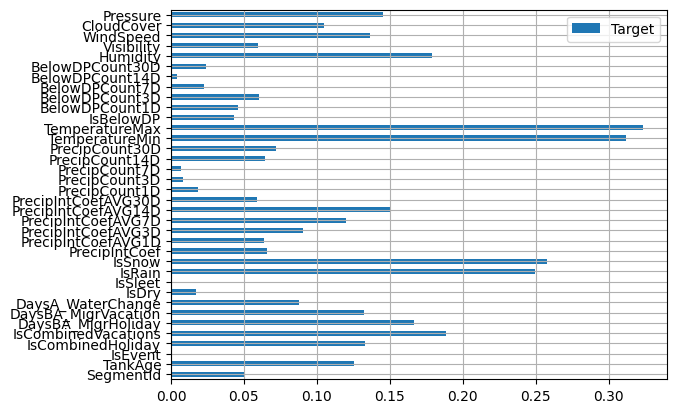 Pressure
CloudCover
WindSpeed
Visibility
Humidity
BelowDPCount30D
BelowDPCount14D
BelowDPCount7D
BelowDPCount3D
BelowDPCount1D
IsBelowDP
TemperatureMax
TemperatureMin
PrecipCount30D
PrecipCount14D
PrecipCount7D
PrecipCount3D
PrecipCount1D
PrecipIntCoefAVG30D
PrecipIntCoefAVG14D
PrecipIntCoefAVG7D
PrecipIntCoefAVG3D
PrecipIntCoefAVG1D
PrecipIntCoef
IsSnow
IsRain
IsSleet
IsDry
DaysA_WaterChange
DaysBA_MigrVacation
DaysBA_MigrHoliday
IsCombinedVacations
IsCombinedHoliday
IsEvent
TankAge
SegmentId
Target
0.00 0.05 0.10 0.15 0.20 0.25 0.30